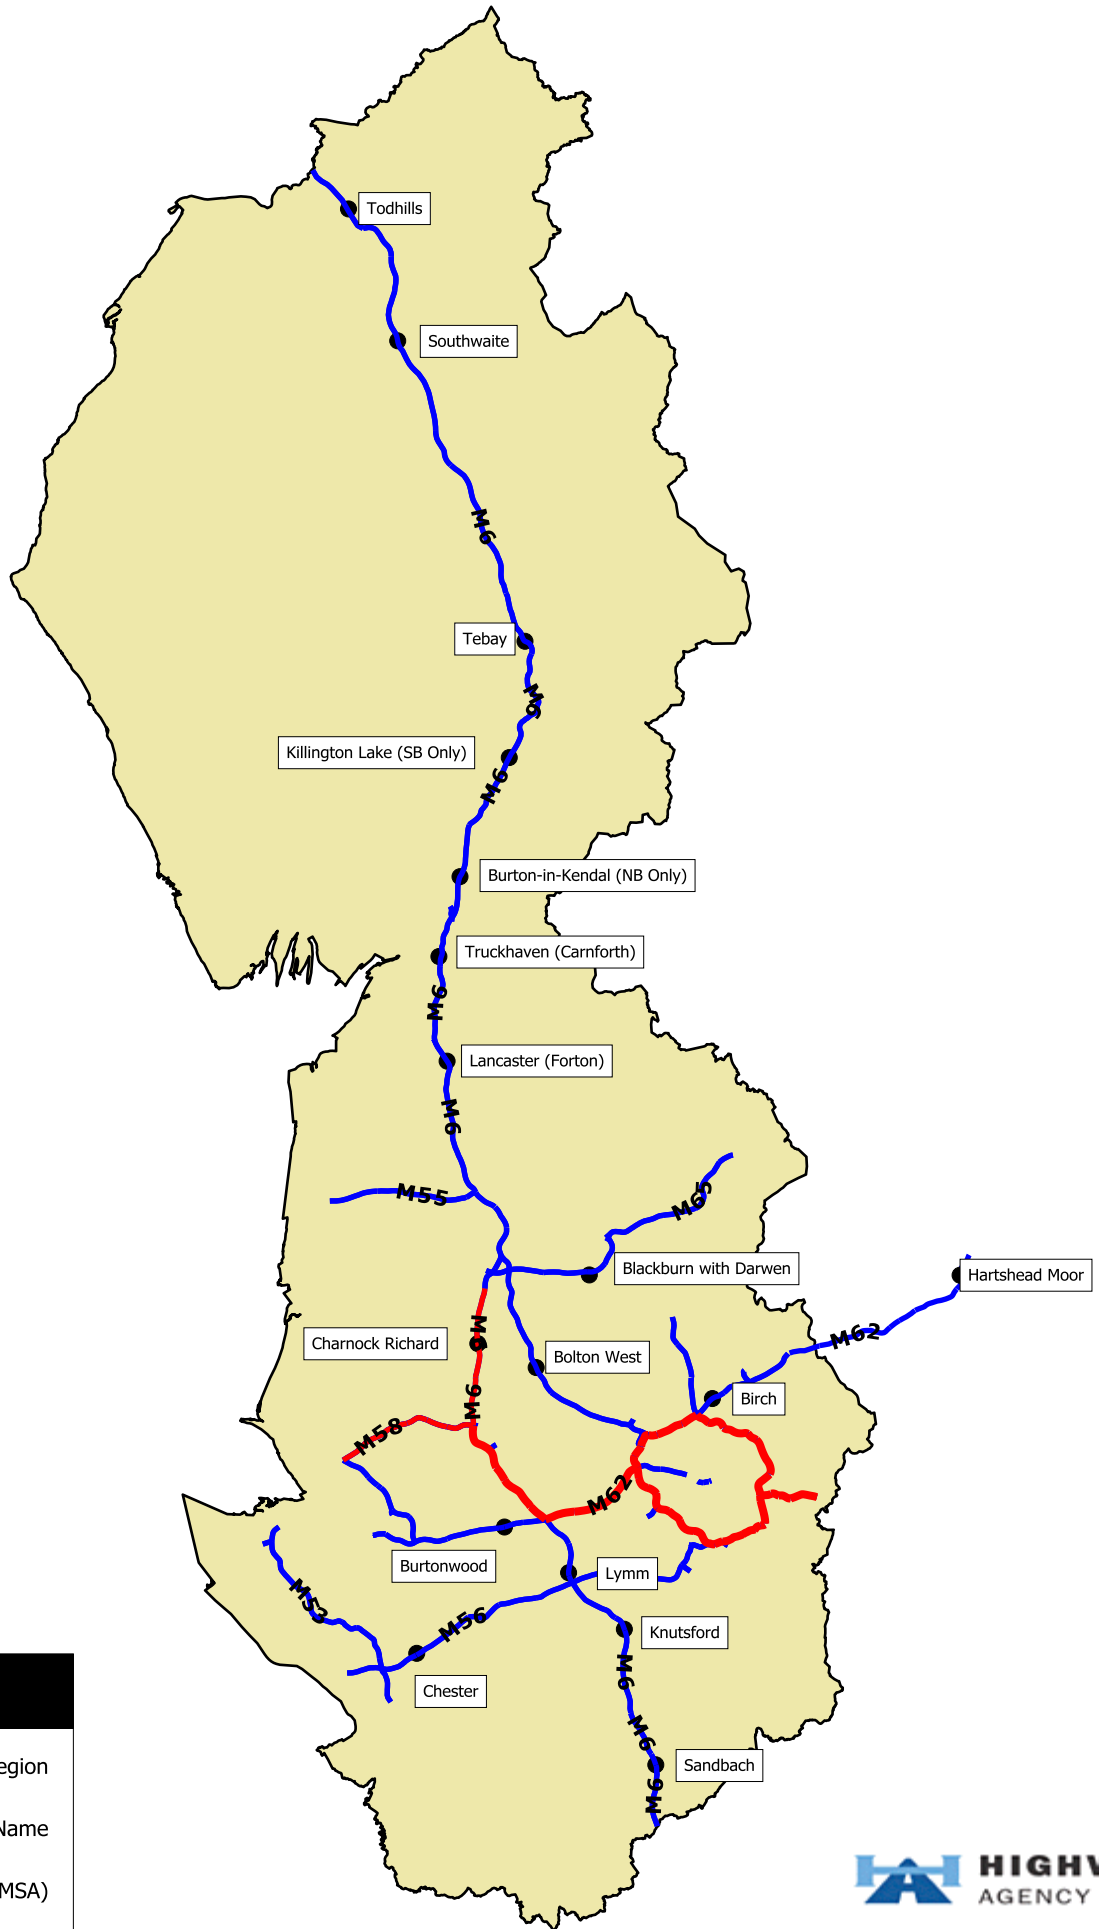 Todhills
Southwaite
M6
Tebay
M6
Killington Lake (SB Only)
M6
Burton-in-Kendal (NB Only)
Truckhaven (Carnforth)
M6
Lancaster (Forton)
M6
M55
M65
Blackburn with Darwen
Hartshead Moor
M6
Charnock Richard
M62
Bolton West
M6
Birch
M58
M62
Burtonwood
Lymm
M53
M56
Knutsford
M6
Chester
M6
Sandbach
M6
egion
Name
MSA)
HIGHW
AGENCY